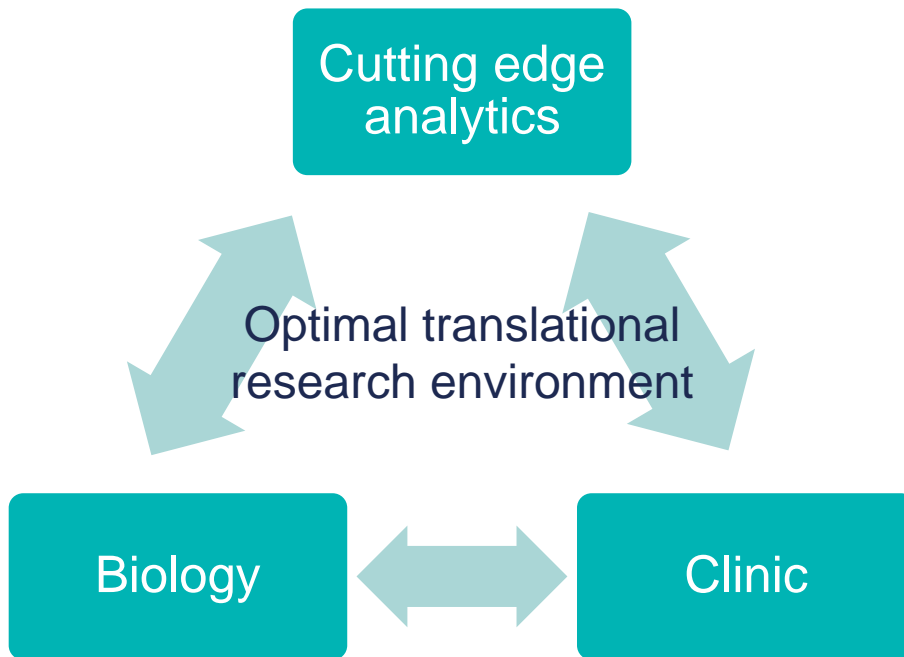 Cutting edge
analytics
Optimal translational
research environment
Biology
Clinic